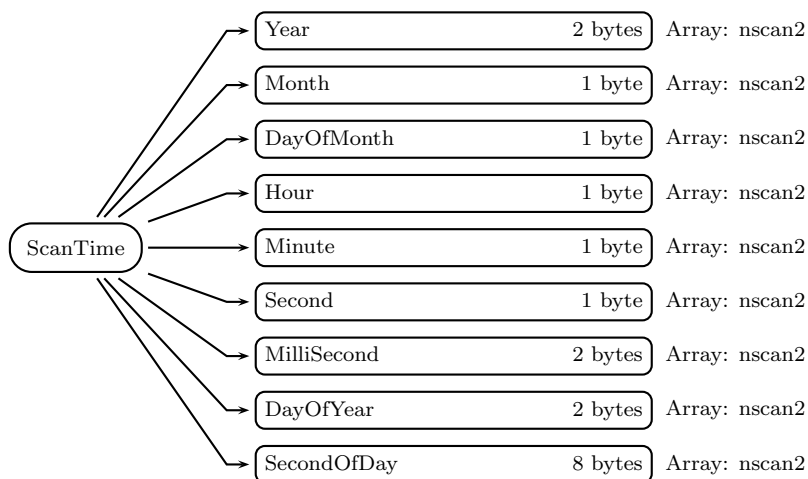 Year 2 bytes Array: nscan2
Month 1 byte Array: nscan2
DayOfMonth 1 byte Array: nscan2
Hour 1 byte Array: nscan2
ScanTime Minute 1 byte Array: nscan2
Second 1 byte Array: nscan2
MilliSecond 2 bytes Array: nscan2
DayOfYear 2 bytes Array: nscan2
SecondOfDay 8 bytes Array: nscan2